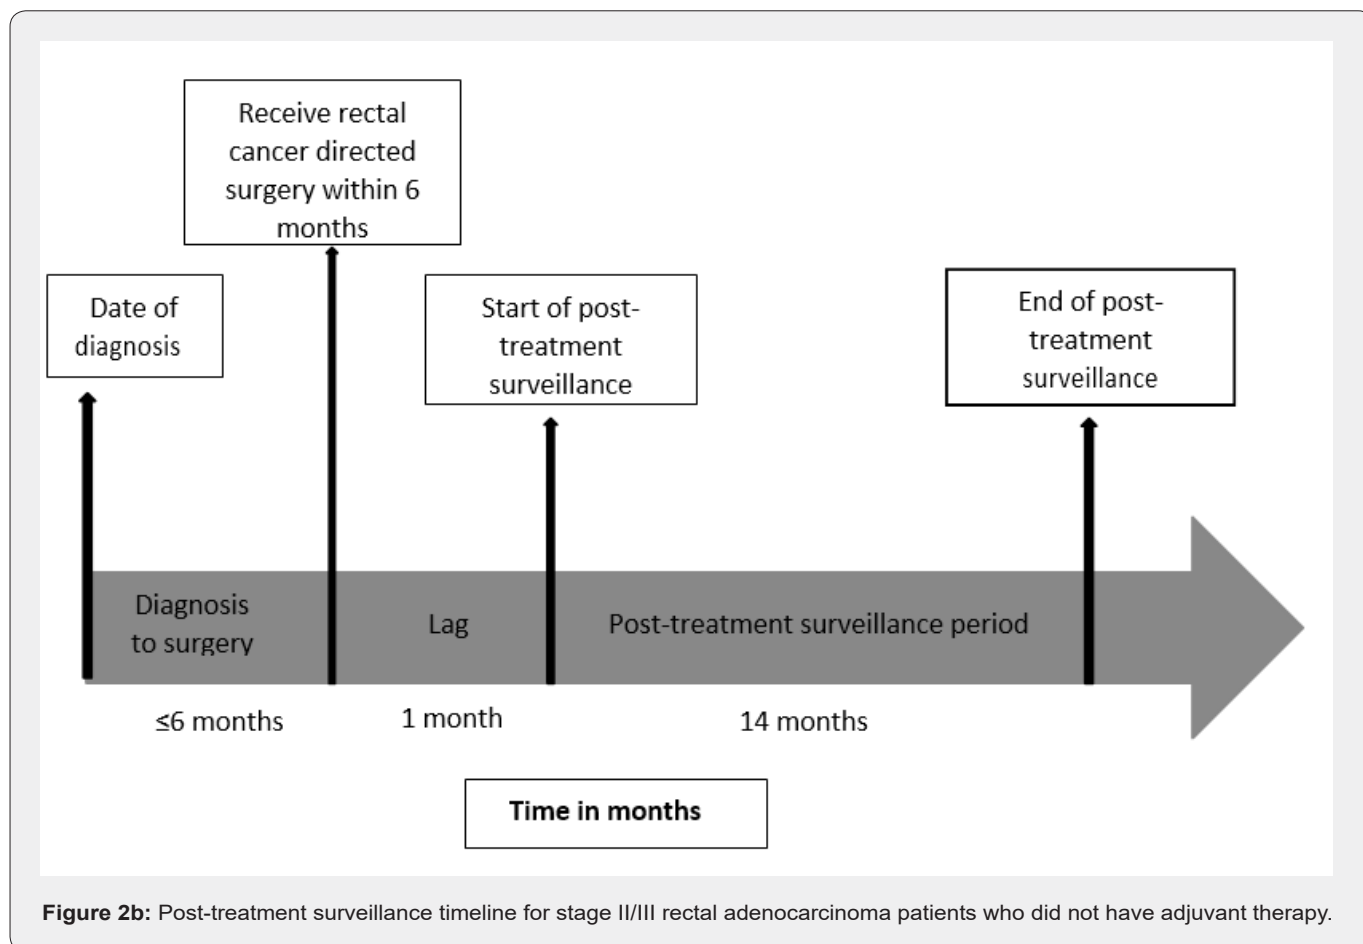 Receive rectal
cancer directed
surgery within 6
months
Date of
diagnosis
Start of post-
treatment
surveillance
End of post-
treatment
surveillance
Diagnosis
to surgery
Lag
Post-treatment surveillance period
≤6 months
1 month
14 months
Time in months
Figure 2b: Post-treatment surveillance timeline for stage II/III rectal adenocarcinoma patients who did not have adjuvant therapy.